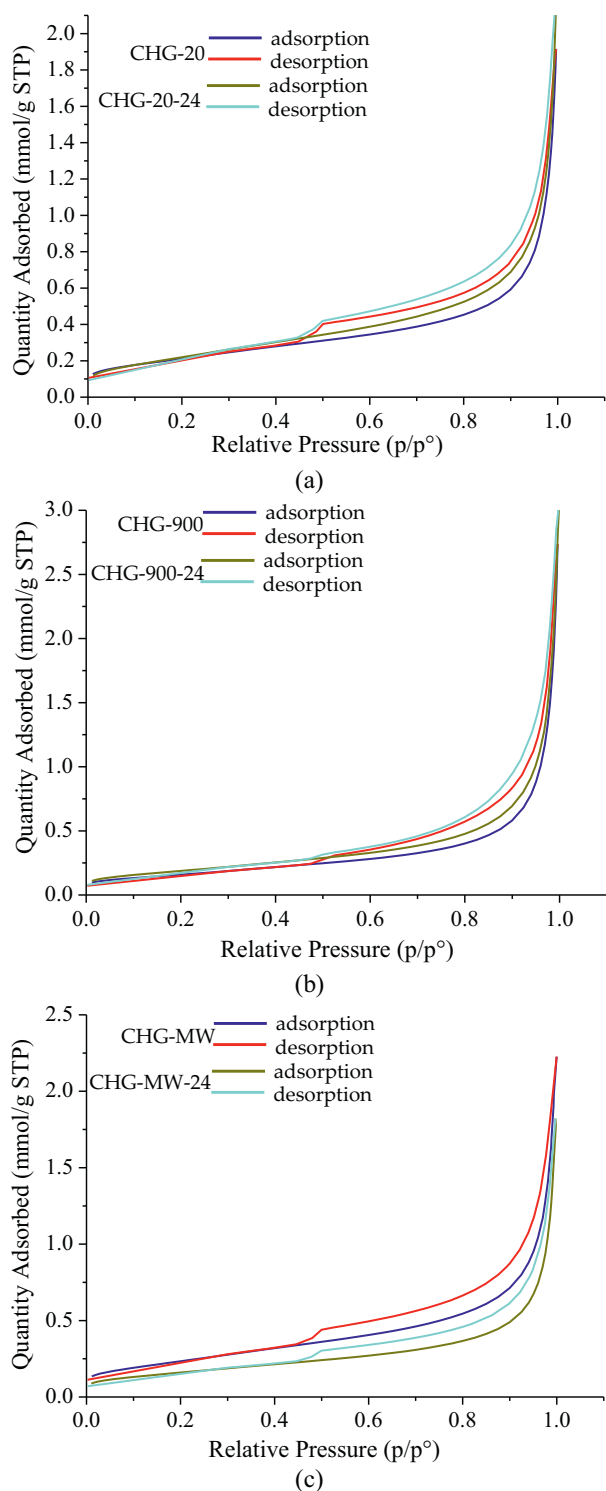 2.0
1.8
1.6
1.4
1.2
1.0
0.8
0.6
0.4
0.2
0.0
Quantity Adsorbed (mmol/g STP)
CHG-20
adsorption
desorption
CHG-20-24
adsorption
desorption
0.0 0.2 0.4 0.6 0.8 1.0
Relative Pressure (p/p°)
(a)
3.0
2.5
2.0
1.5
1.0
0.5
0.0
Quantity Adsorbed (mmol/g STP)
CHG-900
adsorption
desorption
CHG-900-24
adsorption
desorption
0.0 0.2 0.4 0.6 0.8 1.0
Relative Pressure (p/p°)
(b)
2.5
2.0
1.5
1.0
0.5
0.0
Quantity Adsorbed (mmol/g STP)
CHG-MW
adsorption
desorption
CHG-MW-24
adsorption
desorption
0.0 0.2 0.4 0.6 0.8 1.0
Relative Pressure (p/p°)
(c)